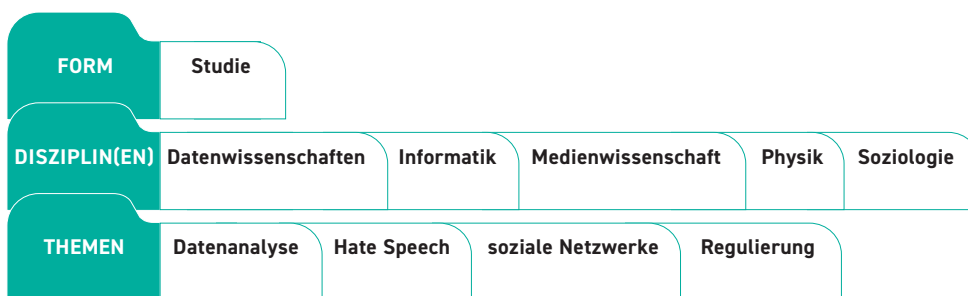 FORM Studie
DISZIPLIN(EN) Datenwissenschaften Informatik Medienwissenschaft Physik Soziologie
THEMEN Datenanalyse Hate Speech soziale Netzwerke Regulierung